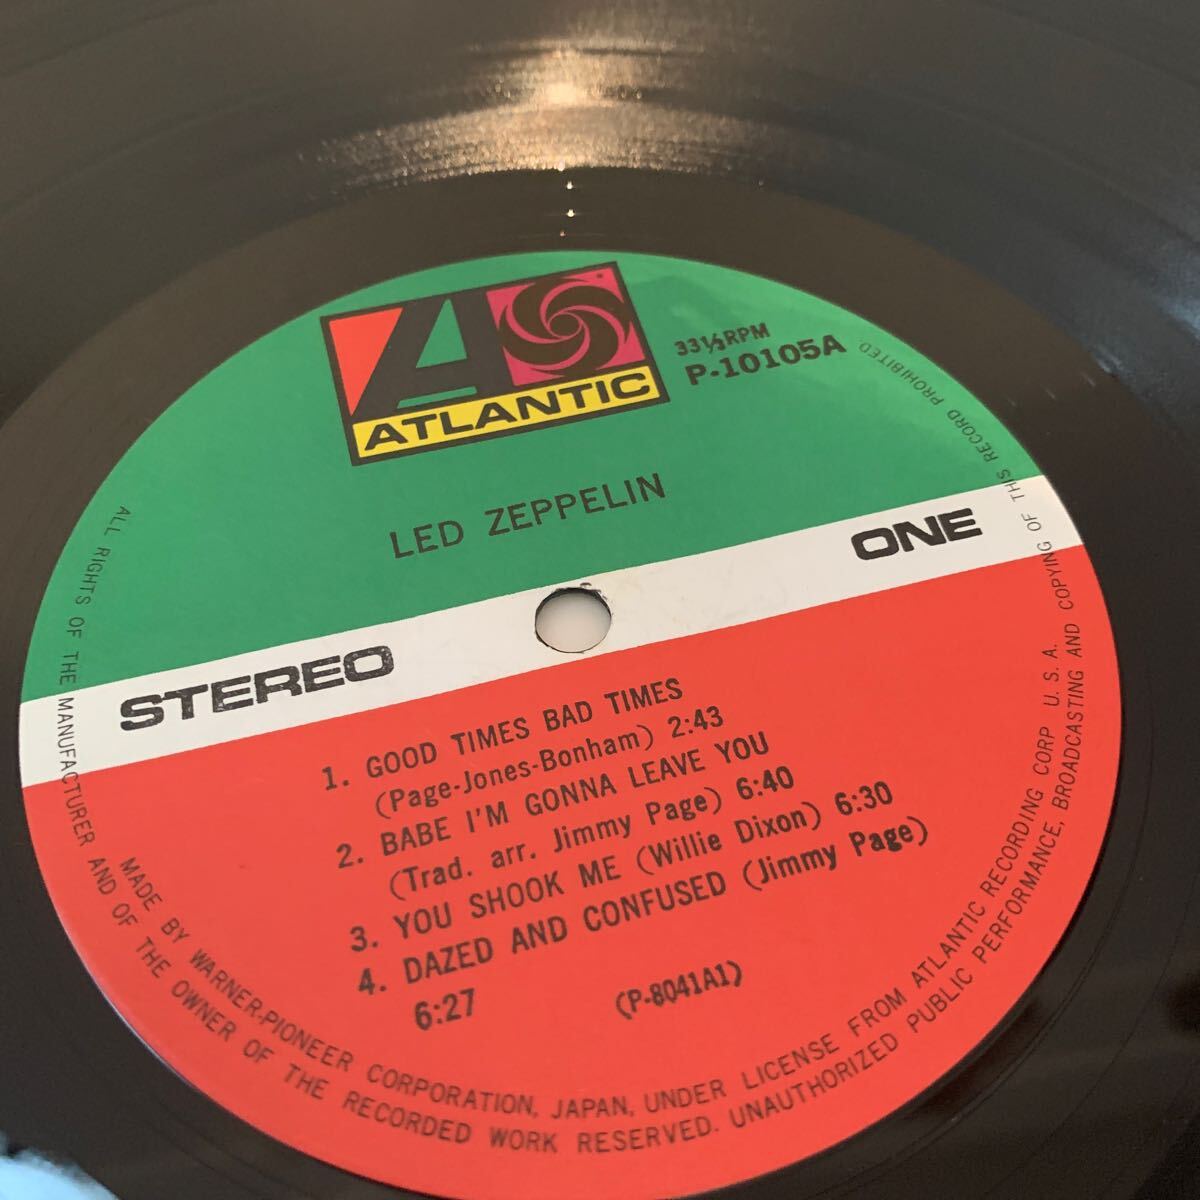 ATLANTIC
33⅓RPM
P-10105A
LED ZEPPELIN
STEREO
ONE
1. GOOD TIMES BAD TIMES
(Page-Jones-Bonham) 2:43
2. BABE I'M GONNA LEAVE YOU
(Trad. arr. Jimmy Page) 6:40
3. YOU SHOOK ME (Willie Dixon) 6:30
4. DAZED AND CONFUSED (Jimmy Page)
6:27
(P-8041A1)
MADE BY WARNER-PIONEER CORPORATION, JAPAN, UNDER LICENSE FROM ATLANTIC RECORDING CORP U. S. A.
ALL RIGHTS OF THE MANUFACTURER AND OF THE OWNER OF THE RECORDED WORK RESERVED. UNAUTHORIZED PUBLIC PERFORMANCE, BROADCASTING AND COPYING OF THIS RECORD PROHIBITED.